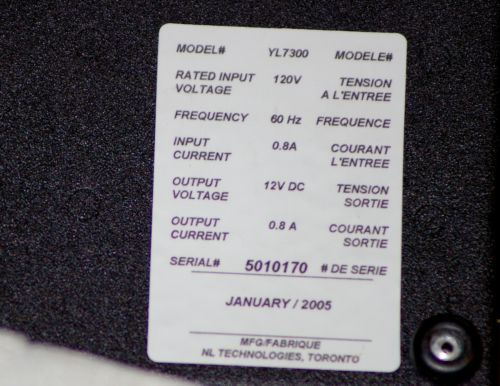 MODEL# YL7300 MODELE#
RATED INPUT 120V TENSION
VOLTAGE A L'ENTREE
FREQUENCY 60 Hz FREQUENCE
INPUT 0.8A COURANT
CURRENT L'ENTREE
OUTPUT 12V DC TENSION
VOLTAGE SORTIE
OUTPUT 0.8 A COURANT
CURRENT SORTIE
SERIAL# 5010170 # DE SERIE
JANUARY / 2005
MFG/FABRIQUE
NL TECHNOLOGIES, TORONTO